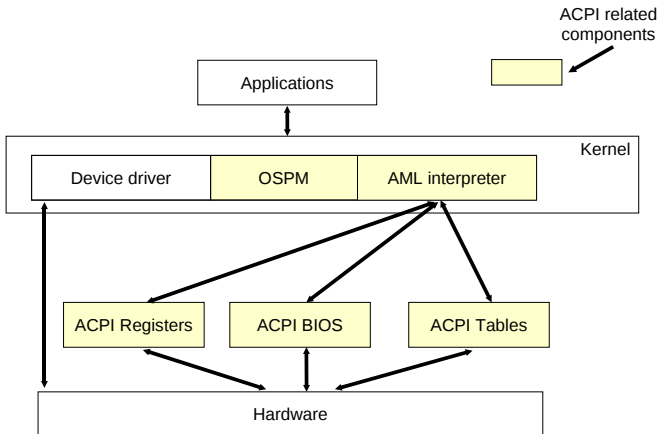 ACPI related
components
Applications
Kernel
Device driver
OSPM
AML interpreter
ACPI Registers
ACPI BIOS
ACPI Tables
Hardware